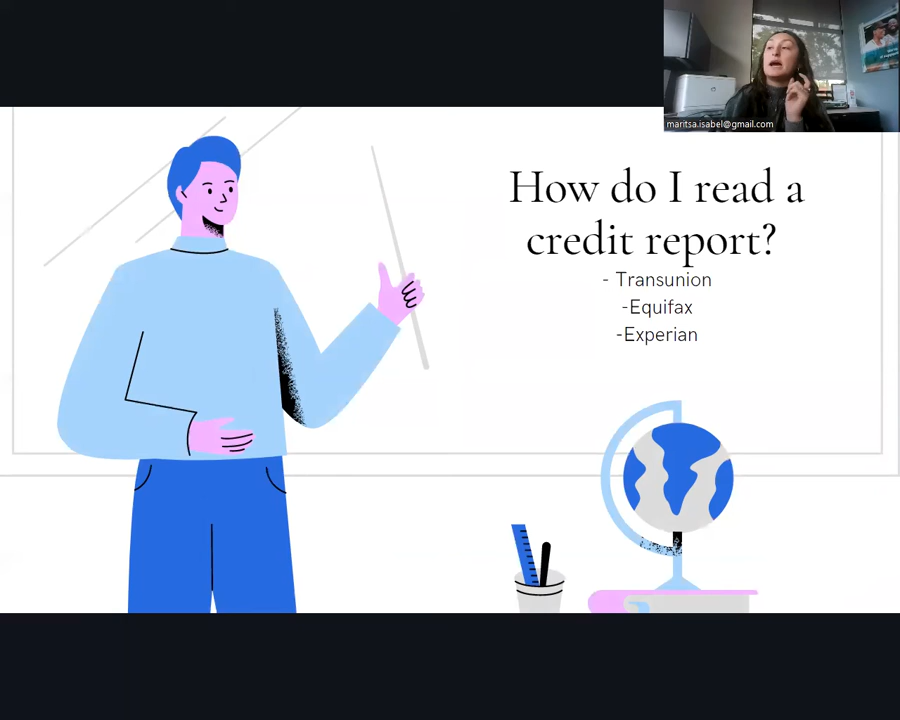 maritsa.isabel@gmail.com
How do I read a
credit report?
- Transunion
-Equifax
-Experian